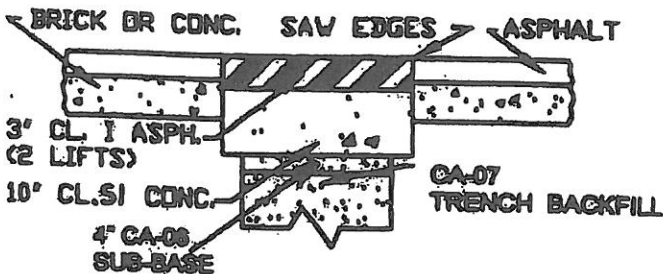 BRICK OR CONC.
SAW EDGES
ASPHALT
3" CL. I ASPH.
(2 LIFTS)
10" CL.SI CONC.
4" CA-06
SUB-BASE
CA-07
TRENCH BACKFILL